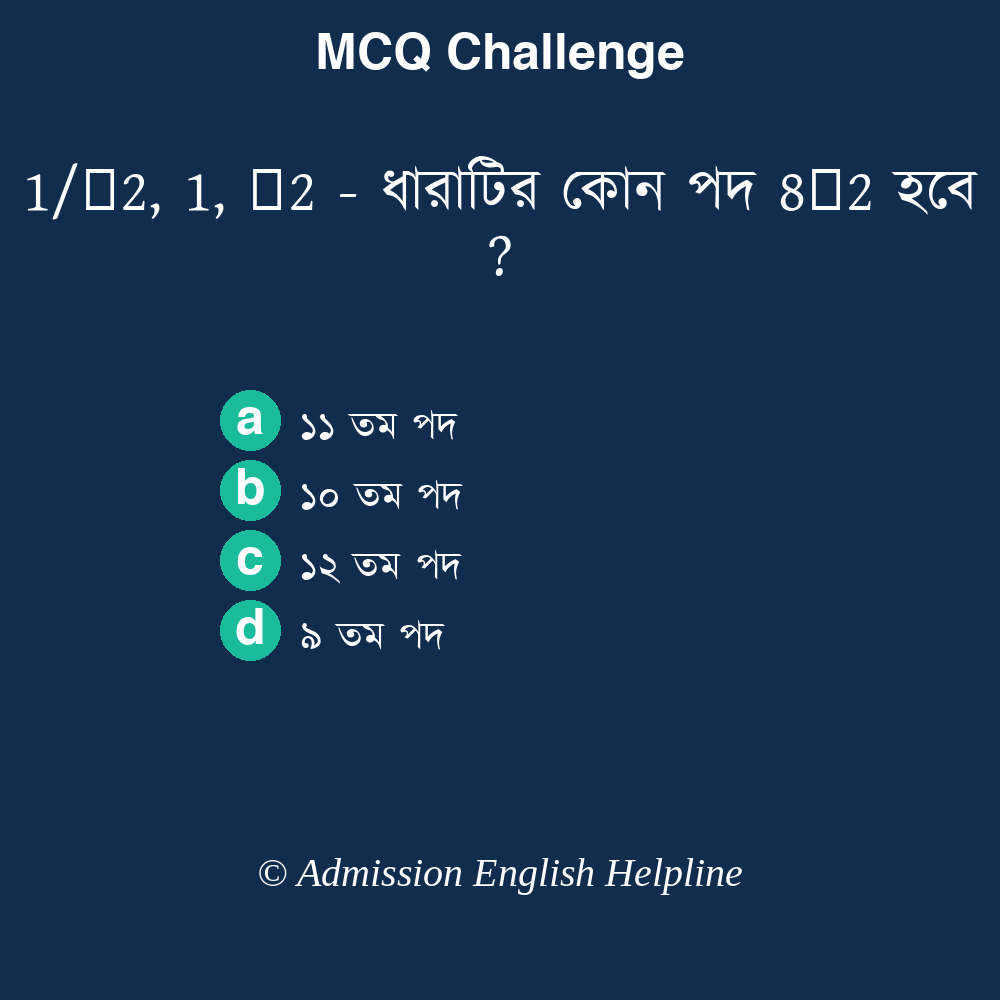 MCQ Challenge
1/▯2, 1, ▯2 - ধারাটির কোন পদ 8▯2 হবে
?
a ১১ তম পদ
b ১০ তম পদ
c ১২ তম পদ
d ৯ তম পদ
© Admission English Helpline